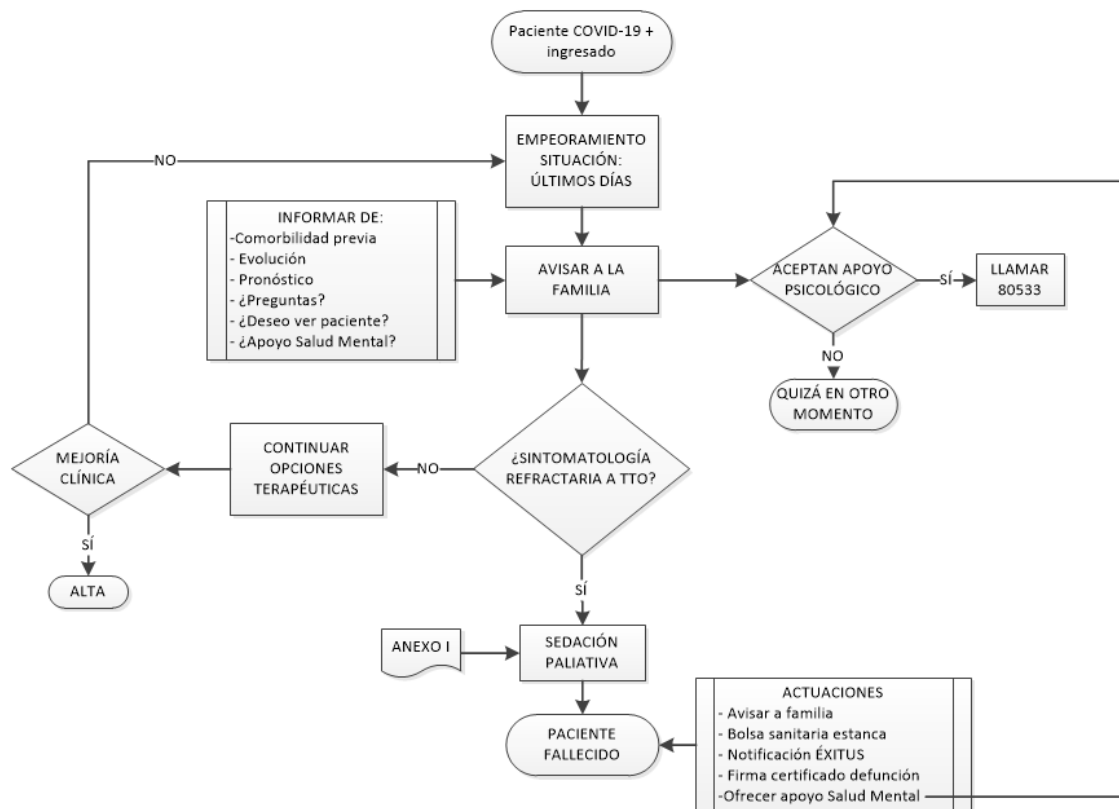 Paciente COVID-19 +
ingresado
NO
EMPEORAMIENTO
SITUACIÓN:
ÚLTIMOS DÍAS
INFORMAR DE:
-Comorbilidad previa
- Evolución
- Pronóstico
- ¿Preguntas?
- ¿Deseo ver paciente?
- ¿Apoyo Salud Mental?
AVISAR A LA
FAMILIA
ACEPTAN APOYO
PSICOLÓGICO
SÍ
LLAMAR
80533
NO
QUIZÁ EN OTRO
MOMENTO
MEJORÍA
CLÍNICA
CONTINUAR
OPCIONES
TERAPÉUTICAS
NO
¿SINTOMATOLOGÍA
REFRACTARIA A TTO?
SÍ
ALTA
SÍ
ANEXO I
SEDACIÓN
PALIATIVA
PACIENTE
FALLECIDO
ACTUACIONES
- Avisar a familia
- Bolsa sanitaria estanca
- Notificación ÉXITUS
- Firma certificado defunción
-Ofrecer apoyo Salud Mental